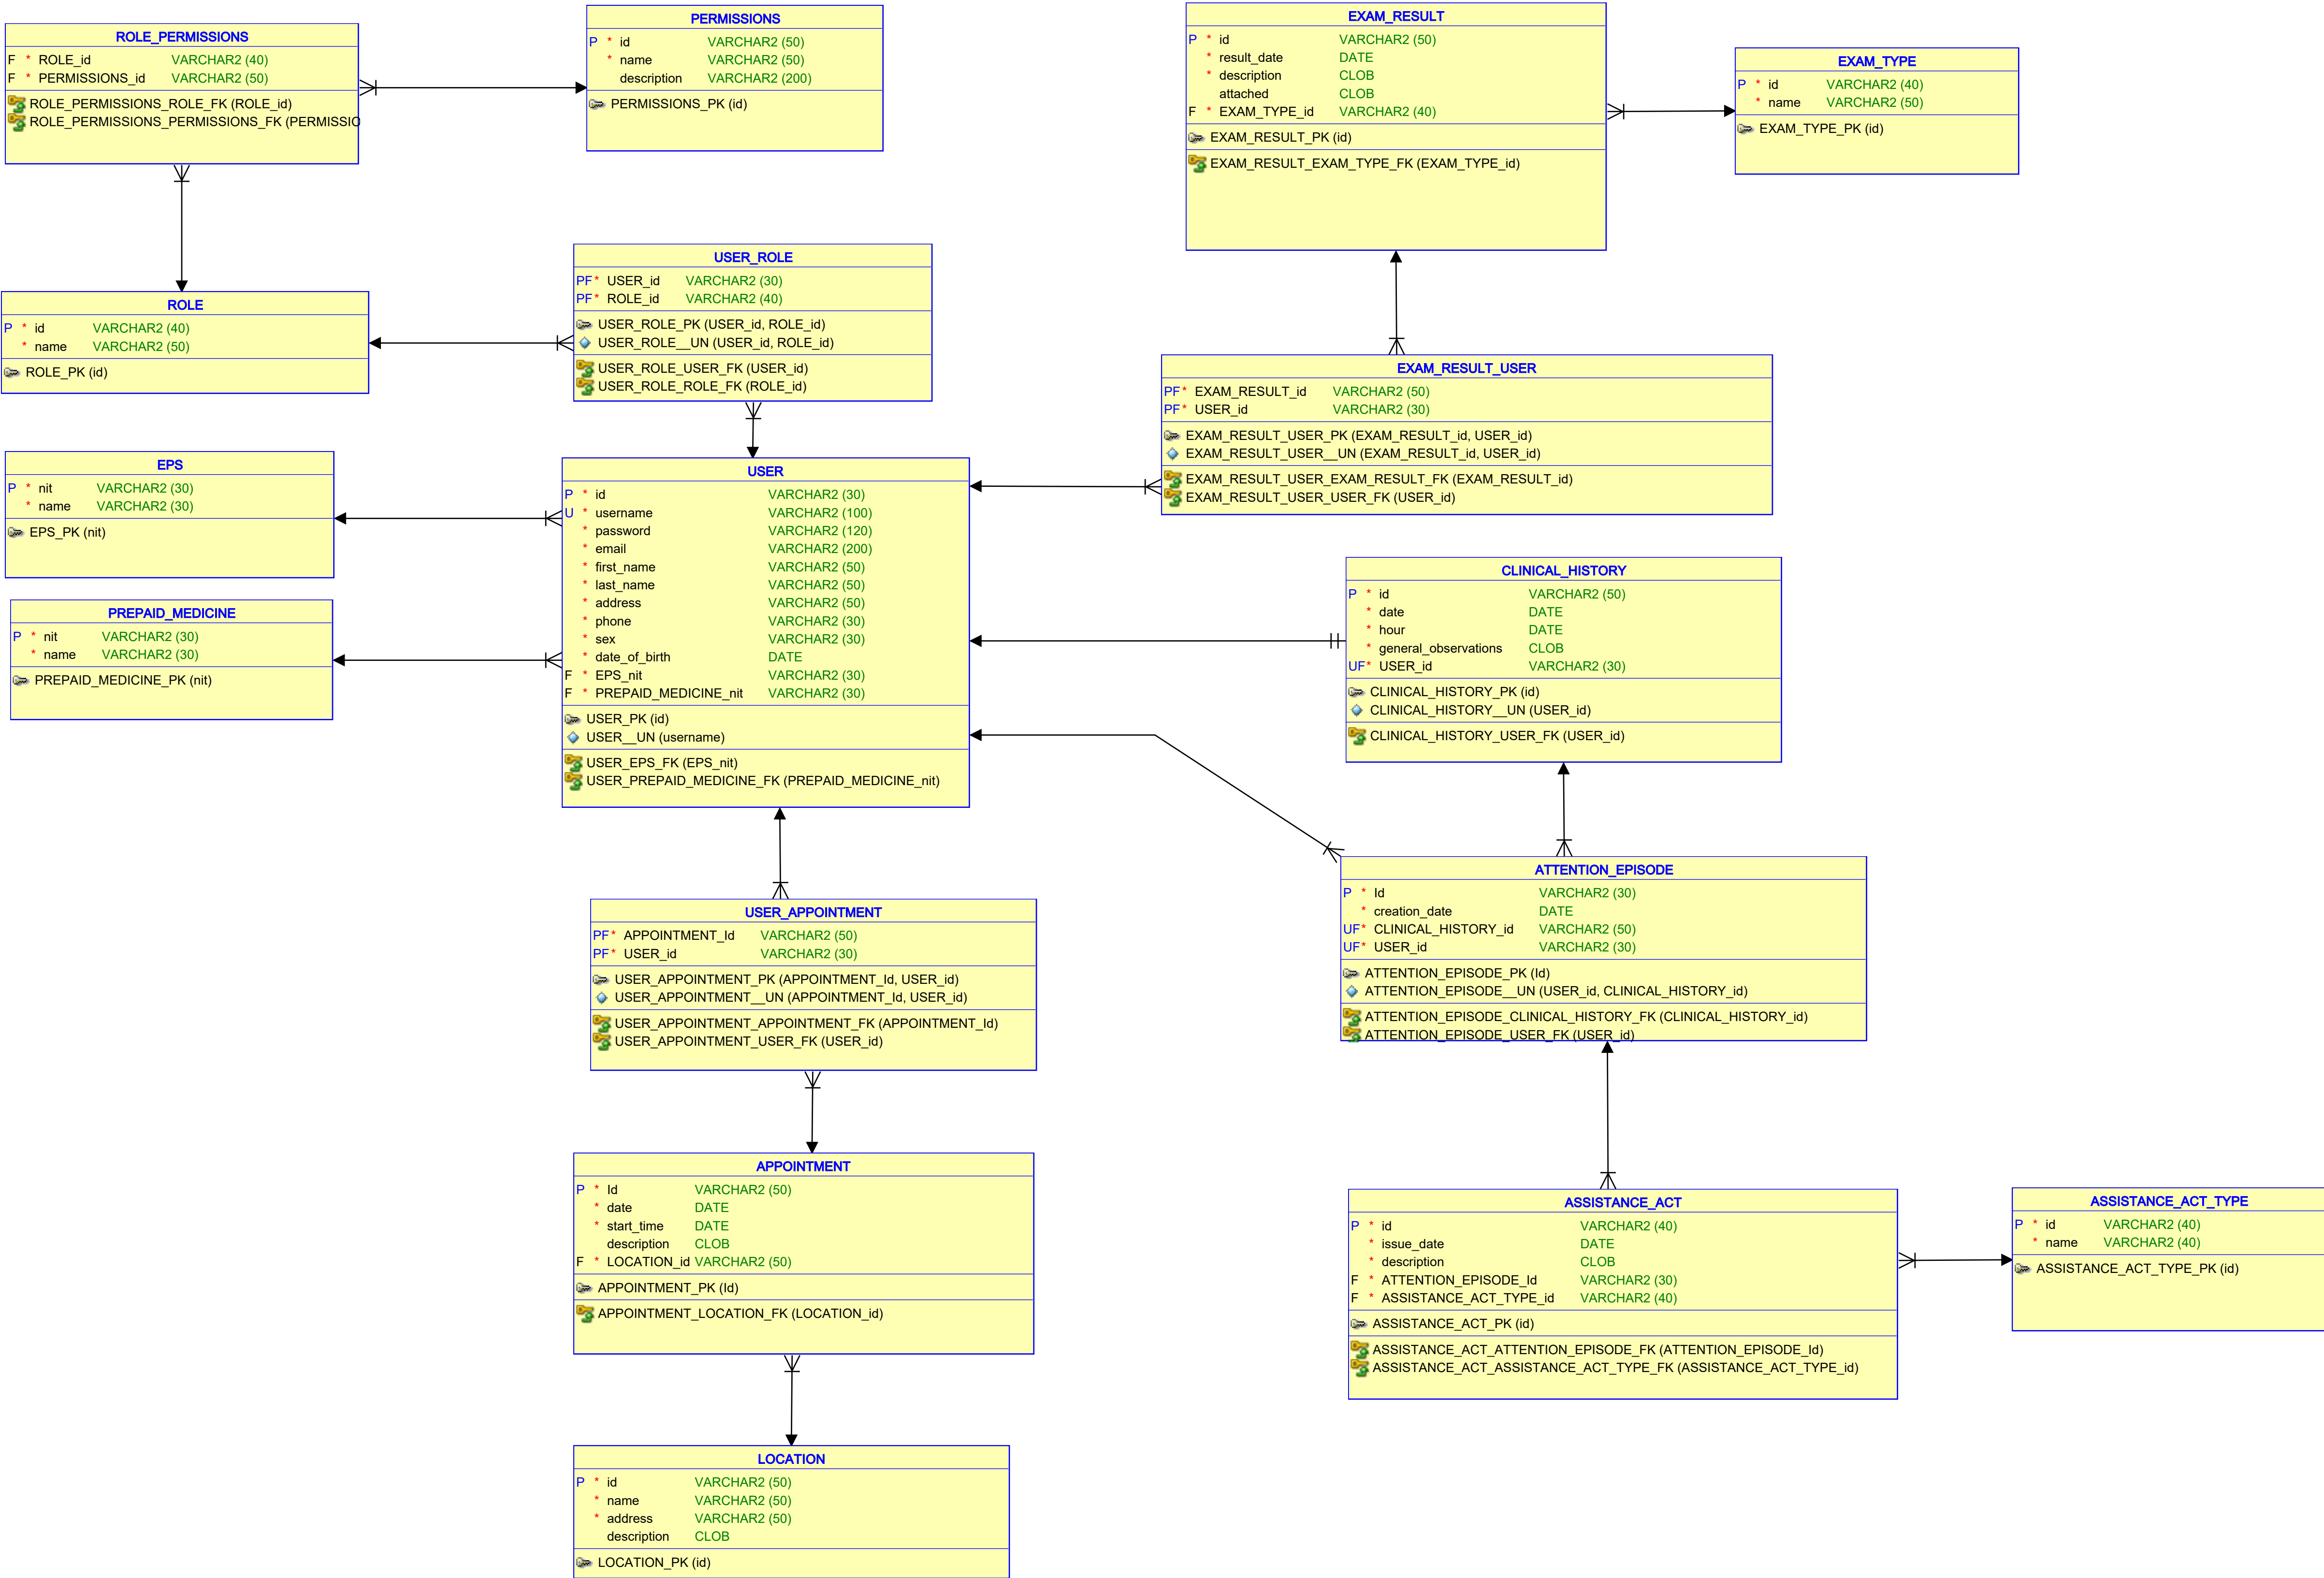 ROLE_PERMISSIONS
F * ROLE_id VARCHAR2 (40)
F * PERMISSIONS_id VARCHAR2 (50)
ROLE_PERMISSIONS_ROLE_FK (ROLE_id)
ROLE_PERMISSIONS_PERMISSIONS_FK (PERMISSIO
PERMISSIONS
P * id VARCHAR2 (50)
* name VARCHAR2 (50)
description VARCHAR2 (200)
PERMISSIONS_PK (id)
EXAM_RESULT
P * id VARCHAR2 (50)
* result_date DATE
* description CLOB
attached CLOB
F * EXAM_TYPE_id VARCHAR2 (40)
EXAM_RESULT_PK (id)
EXAM_RESULT_EXAM_TYPE_FK (EXAM_TYPE_id)
EXAM_TYPE
P * id VARCHAR2 (40)
* name VARCHAR2 (50)
EXAM_TYPE_PK (id)
ROLE
P * id VARCHAR2 (40)
* name VARCHAR2 (50)
ROLE_PK (id)
USER_ROLE
PF* USER_id VARCHAR2 (30)
PF* ROLE_id VARCHAR2 (40)
USER_ROLE_PK (USER_id, ROLE_id)
USER_ROLE__UN (USER_id, ROLE_id)
USER_ROLE_USER_FK (USER_id)
USER_ROLE_ROLE_FK (ROLE_id)
EXAM_RESULT_USER
PF* EXAM_RESULT_id VARCHAR2 (50)
PF* USER_id VARCHAR2 (30)
EXAM_RESULT_USER_PK (EXAM_RESULT_id, USER_id)
EXAM_RESULT_USER__UN (EXAM_RESULT_id, USER_id)
EXAM_RESULT_USER_EXAM_RESULT_FK (EXAM_RESULT_id)
EXAM_RESULT_USER_USER_FK (USER_id)
EPS
P * nit VARCHAR2 (30)
* name VARCHAR2 (30)
EPS_PK (nit)
PREPAID_MEDICINE
P * nit VARCHAR2 (30)
* name VARCHAR2 (30)
PREPAID_MEDICINE_PK (nit)
USER
P * id VARCHAR2 (30)
U * username VARCHAR2 (100)
* password VARCHAR2 (120)
* email VARCHAR2 (200)
* first_name VARCHAR2 (50)
* last_name VARCHAR2 (50)
* address VARCHAR2 (50)
* phone VARCHAR2 (30)
* sex VARCHAR2 (30)
* date_of_birth DATE
F * EPS_nit VARCHAR2 (30)
F * PREPAID_MEDICINE_nit VARCHAR2 (30)
USER_PK (id)
USER__UN (username)
USER_EPS_FK (EPS_nit)
USER_PREPAID_MEDICINE_FK (PREPAID_MEDICINE_nit)
CLINICAL_HISTORY
P * id VARCHAR2 (50)
* date DATE
* hour DATE
* general_observations CLOB
UF* USER_id VARCHAR2 (30)
CLINICAL_HISTORY_PK (id)
CLINICAL_HISTORY__UN (USER_id)
CLINICAL_HISTORY_USER_FK (USER_id)
ATTENTION_EPISODE
P * Id VARCHAR2 (30)
* creation_date DATE
UF* CLINICAL_HISTORY_id VARCHAR2 (50)
UF* USER_id VARCHAR2 (30)
ATTENTION_EPISODE_PK (Id)
ATTENTION_EPISODE__UN (USER_id, CLINICAL_HISTORY_id)
ATTENTION_EPISODE_CLINICAL_HISTORY_FK (CLINICAL_HISTORY_id)
ATTENTION_EPISODE_USER_FK (USER_id)
USER_APPOINTMENT
PF* APPOINTMENT_Id VARCHAR2 (50)
PF* USER_id VARCHAR2 (30)
USER_APPOINTMENT_PK (APPOINTMENT_Id, USER_id)
USER_APPOINTMENT__UN (APPOINTMENT_Id, USER_id)
USER_APPOINTMENT_APPOINTMENT_FK (APPOINTMENT_Id)
USER_APPOINTMENT_USER_FK (USER_id)
APPOINTMENT
P * Id VARCHAR2 (50)
* date DATE
* start_time DATE
description CLOB
F * LOCATION_id VARCHAR2 (50)
APPOINTMENT_PK (Id)
APPOINTMENT_LOCATION_FK (LOCATION_id)
ASSISTANCE_ACT
P * id VARCHAR2 (40)
* issue_date DATE
* description CLOB
F * ATTENTION_EPISODE_Id VARCHAR2 (30)
F * ASSISTANCE_ACT_TYPE_id VARCHAR2 (40)
ASSISTANCE_ACT_PK (id)
ASSISTANCE_ACT_ATTENTION_EPISODE_FK (ATTENTION_EPISODE_Id)
ASSISTANCE_ACT_ASSISTANCE_ACT_TYPE_FK (ASSISTANCE_ACT_TYPE_id)
ASSISTANCE_ACT_TYPE
P * id VARCHAR2 (40)
* name VARCHAR2 (40)
ASSISTANCE_ACT_TYPE_PK (id)
LOCATION
P * id VARCHAR2 (50)
* name VARCHAR2 (50)
* address VARCHAR2 (50)
description CLOB
LOCATION_PK (id)